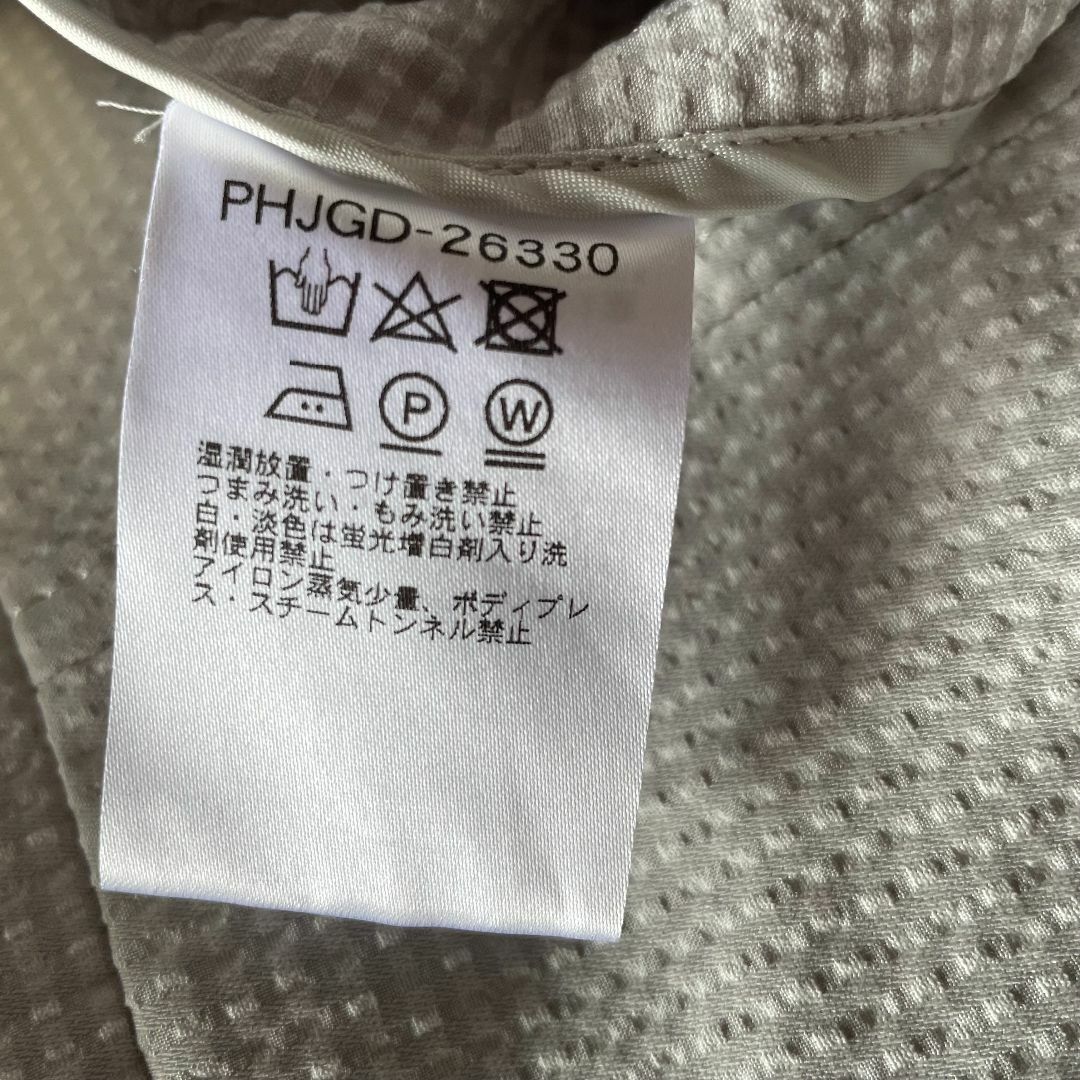 PHJGD-26330
P W
湿潤放置・つけ置き禁止
つまみ洗い・もみ洗い禁止
白・淡色は蛍光増白剤入り洗
剤使用禁止
アイロン蒸気少量、ボディプレ
ス・スチームトンネル禁止